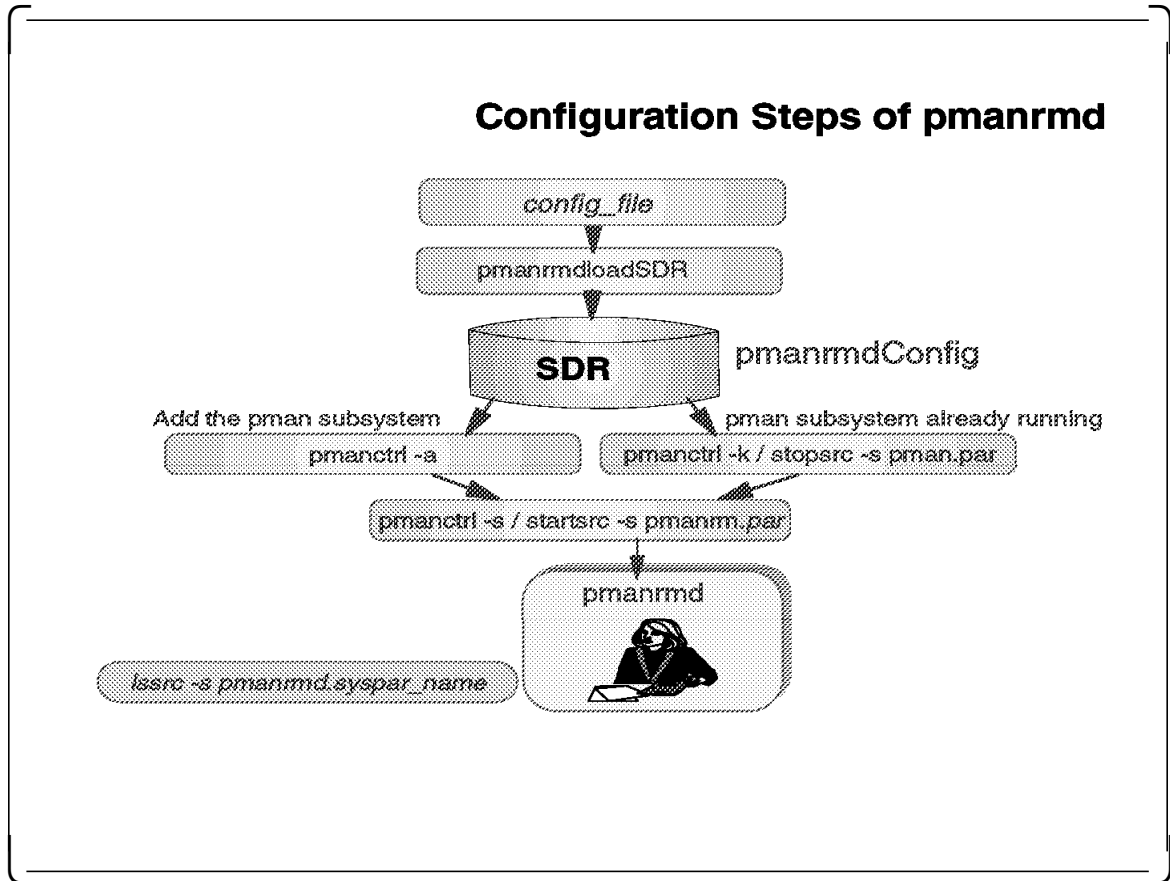 Configuration Steps of pmanrmd
config_file
pmanrmdloadSDR
SDR
pmanrmdConfig
Add the pman subsystem
pman subsystem already running
pmanctrl -a
pmanctrl -k / stopsrc -s pman.par
pmanctrl -s / startsrc -s pmanrm.par
pmanrmd
lssrc -s pmanrmd.syspar_name